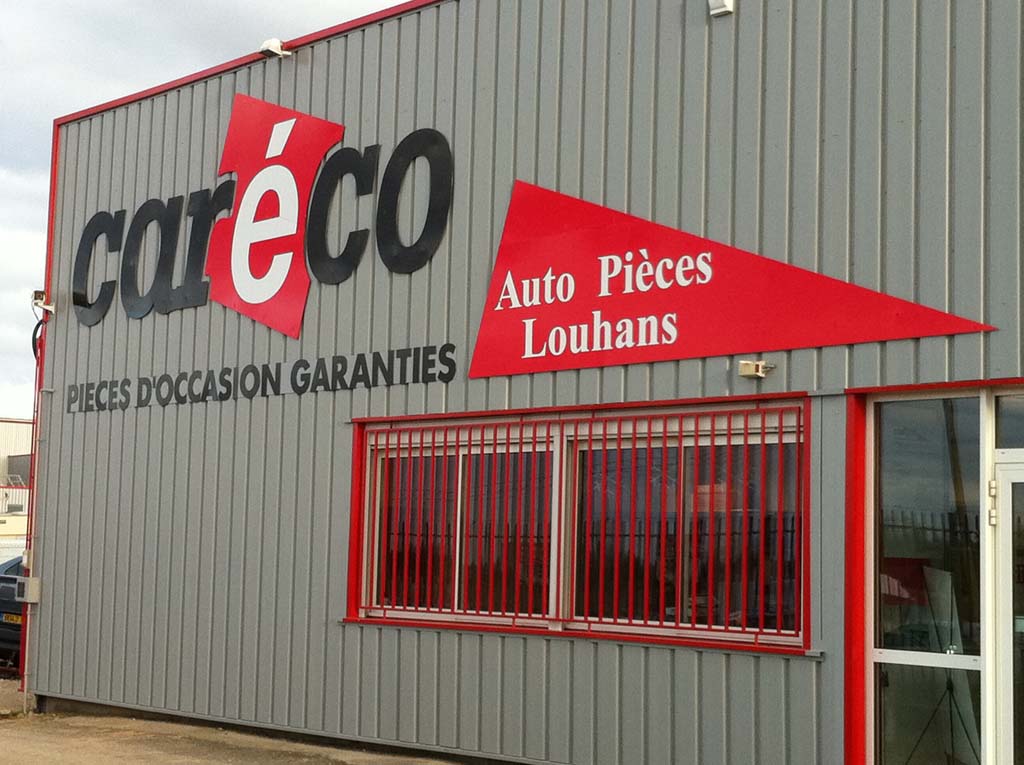 caréco
PIECES D'OCCASION GARANTIES
Auto Pièces
Louhans